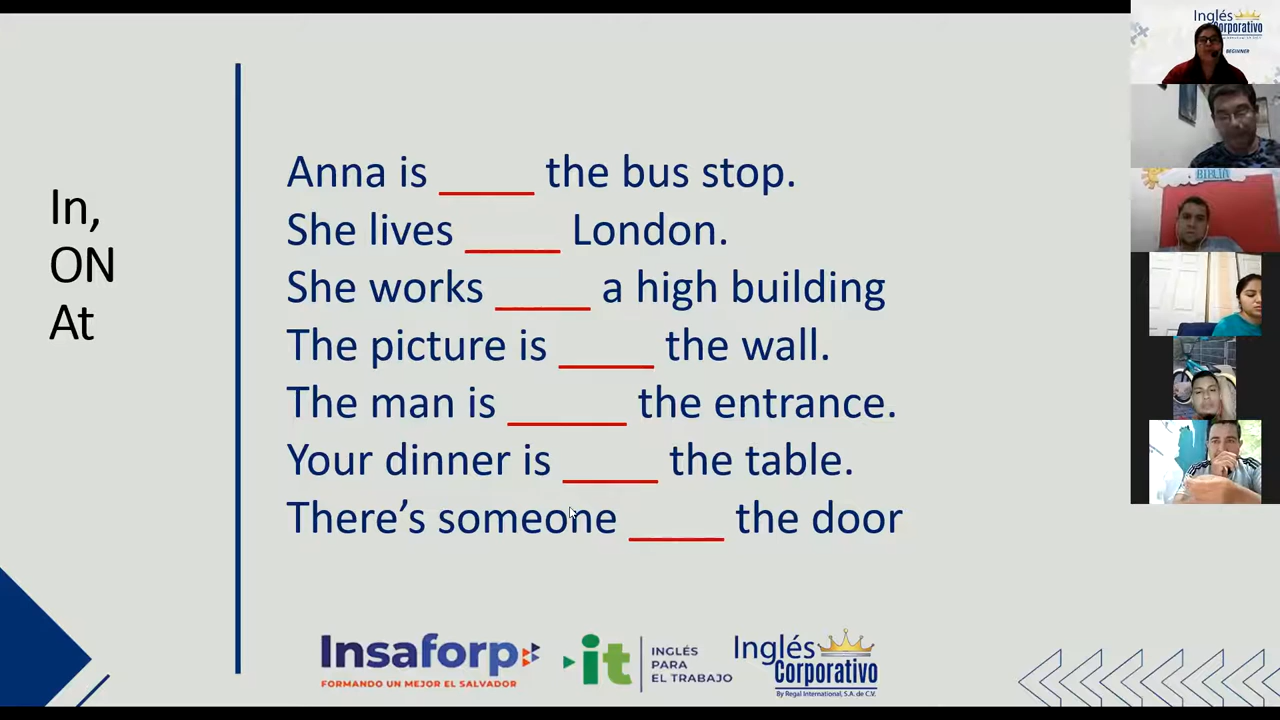 In,
ON
At
Anna is _____ the bus stop.
She lives _____ London.
She works _____ a high building
The picture is _____ the wall.
The man is ______ the entrance.
Your dinner is _____ the table.
There’s someone _____ the door
Insaforp
FORMANDO UN MEJOR EL SALVADOR
it
INGLÉS
PARA
EL TRABAJO
Inglés
Corporativo
By Regal International, S.A. de C.V.
Inglés
Corporativo
BEGINNER
BIBLIA